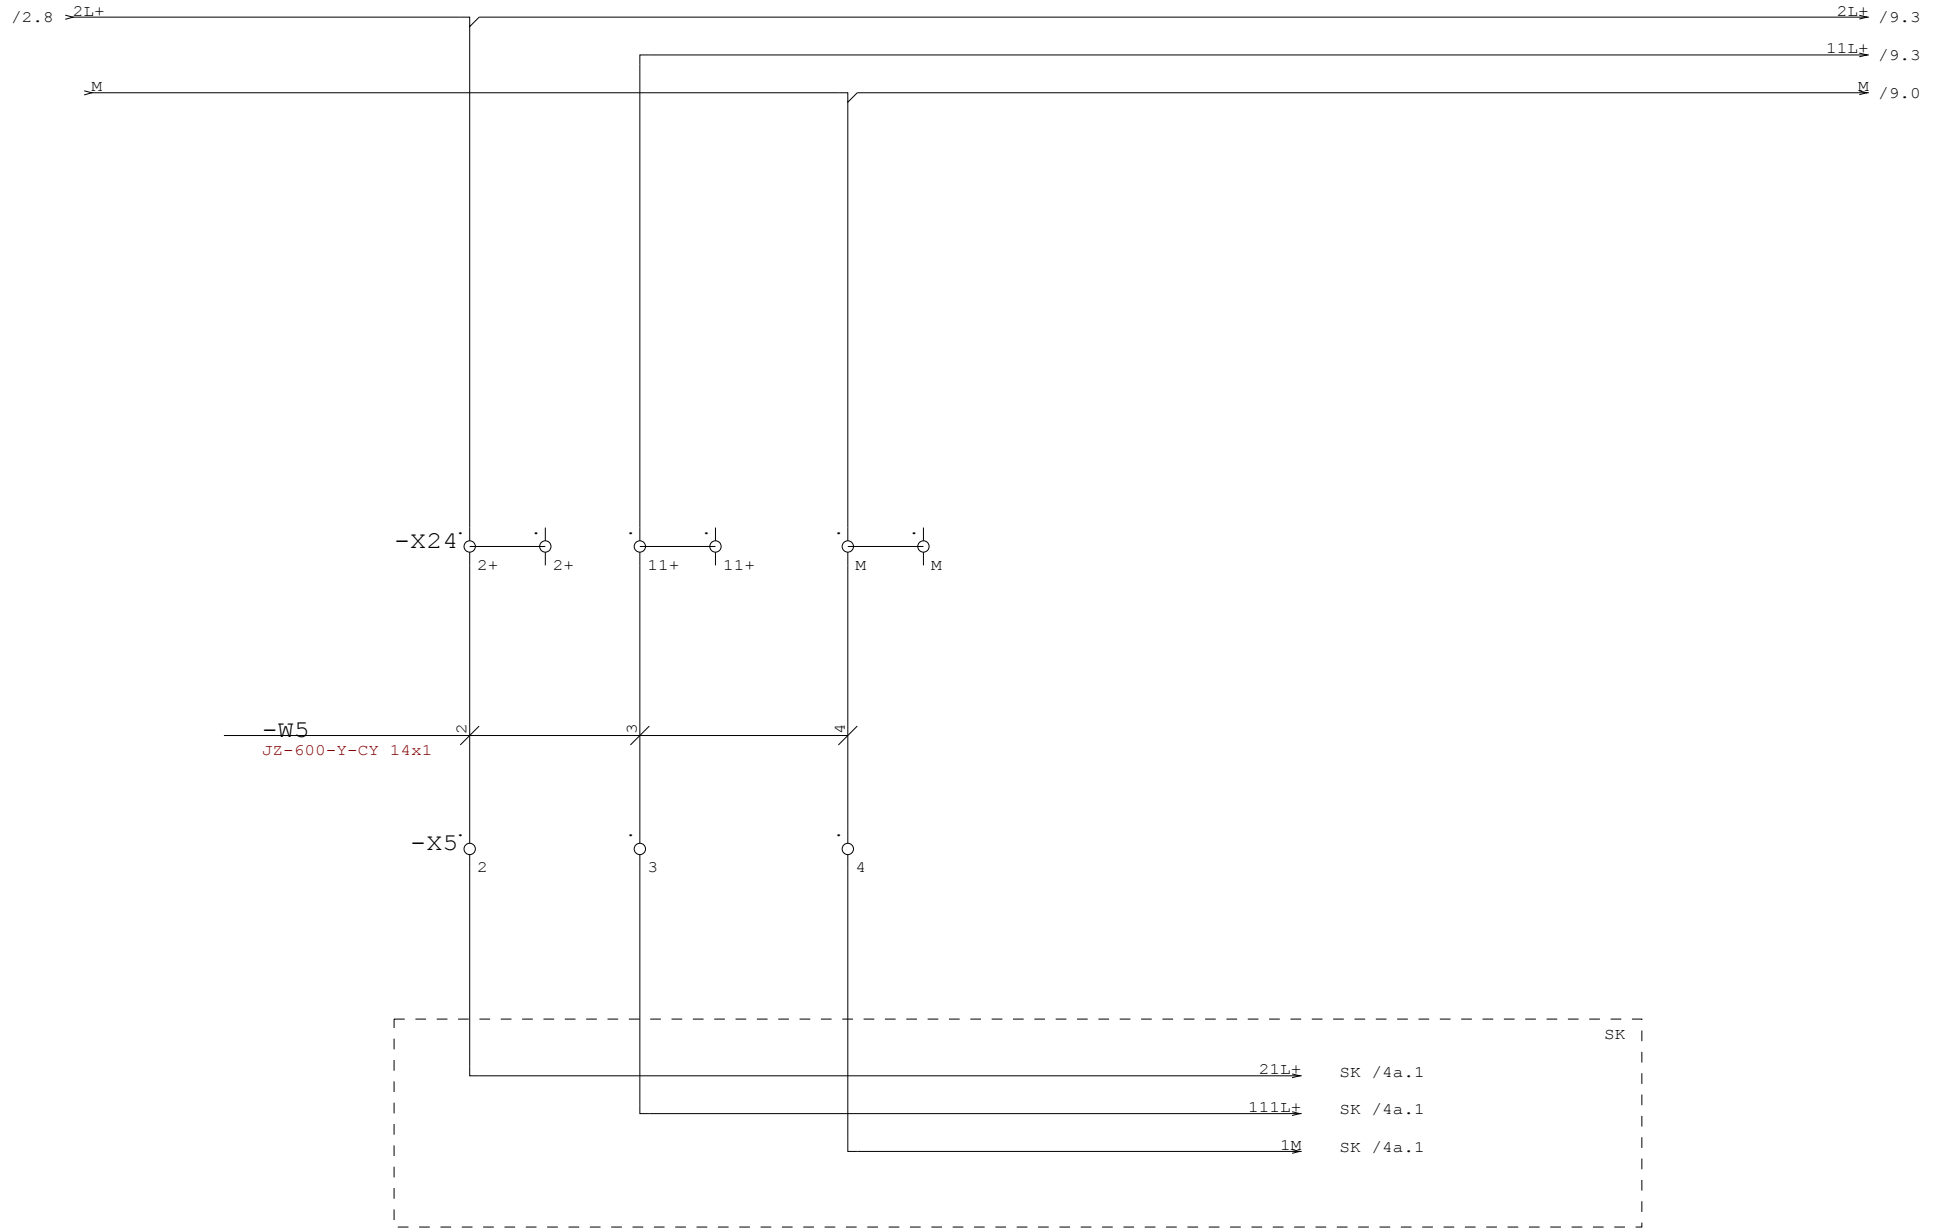 /2.8 2L+ 2L+ /9.3
11L+ /9.3
M M /9.0
-X24
2+ 2+ 11+ 11+ M M
-W5 2 3 4
JZ-600-Y-CY 14x1
-X5
2 3 4
SK
21L+ SK /4a.1
111L+ SK /4a.1
1M SK /4a.1